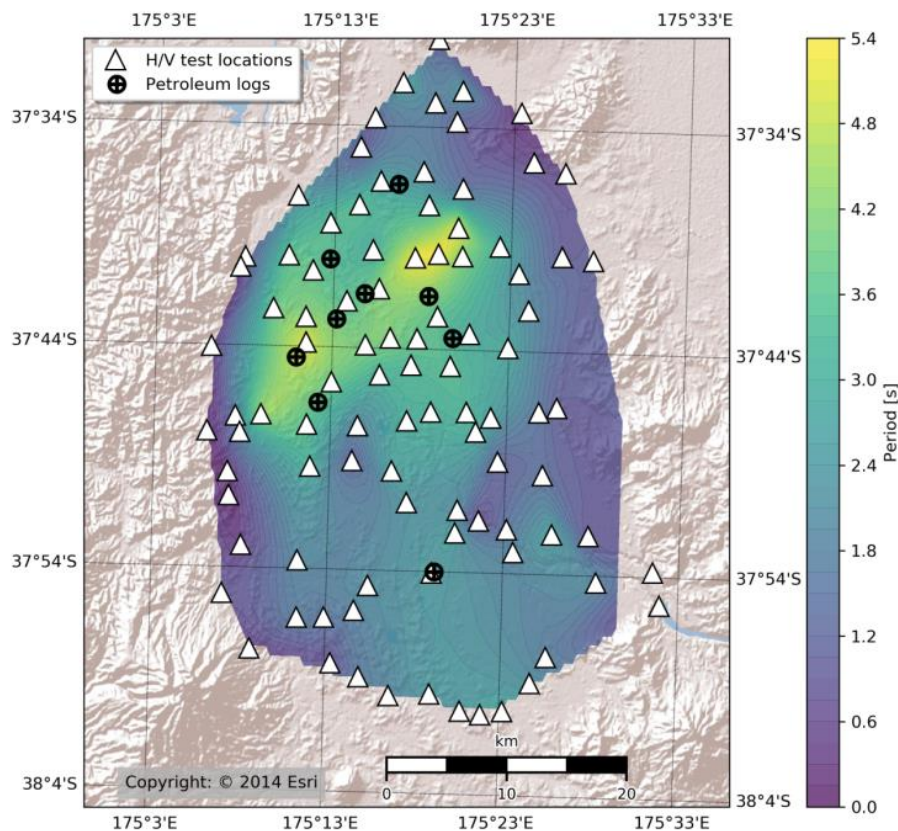 175°3'E 175°13'E 175°23'E 175°33'E
H/V test locations
Petroleum logs
37°34'S 37°34'S
37°44'S 37°44'S
37°54'S 37°54'S
38°4'S 38°4'S
km
0 10 20
Copyright: © 2014 Esri
175°3'E 175°13'E 175°23'E 175°33'E
5.4
4.8
4.2
3.6
3.0
2.4
1.8
1.2
0.6
0.0
Period [s]